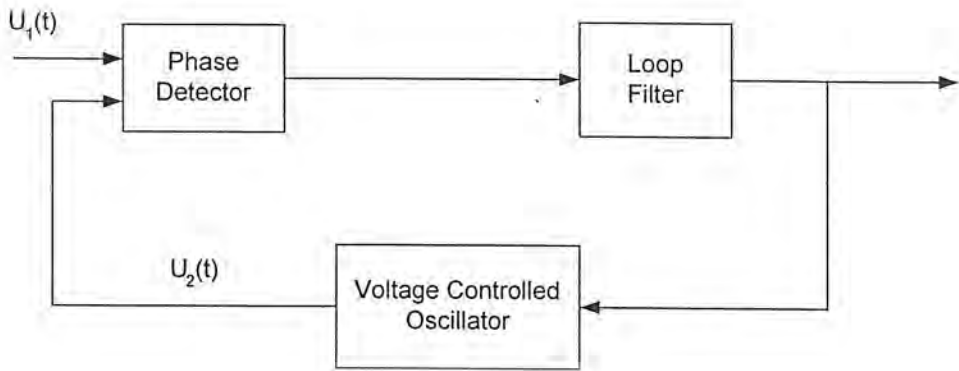 U₁(t)
Phase
Detector
Loop
Filter
U₂(t)
Voltage Controlled
Oscillator